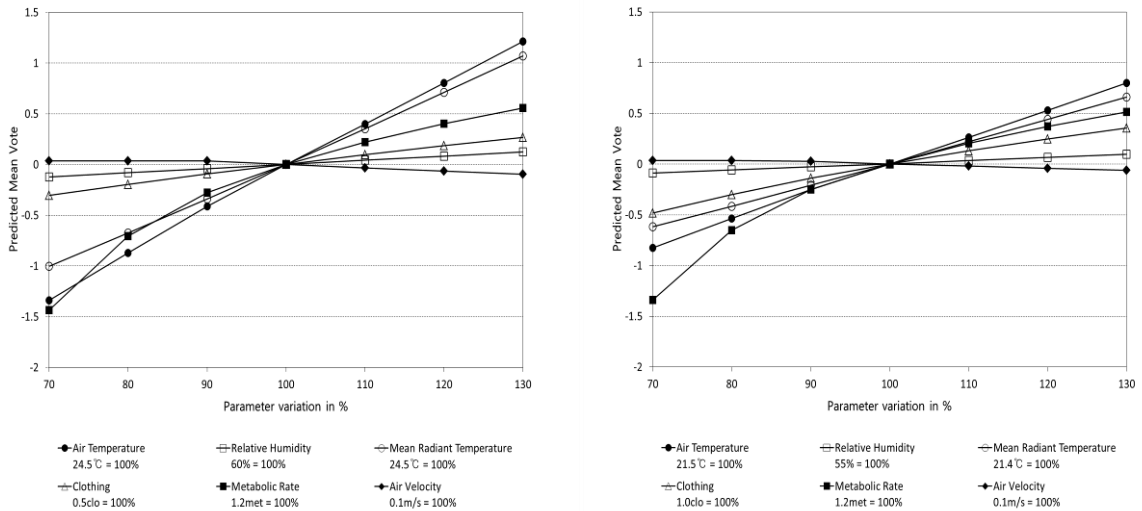 1.5
1
0.5
0
-0.5
-1
-1.5
-2
Predicted Mean Vote
70 80 90 100 110 120 130
Parameter variation in %
Air Temperature Relative Humidity Mean Radiant Temperature
24.5℃ = 100% 60% = 100% 24.5℃ = 100%
Clothing Metabolic Rate Air Velocity
0.5clo = 100% 1.2met = 100% 0.1m/s = 100%
1.5
1
0.5
0
-0.5
-1
-1.5
-2
Predicted Mean Vote
70 80 90 100 110 120 130
Parameter variation in %
Air Temperature Relative Humidity Mean Radiant Temperature
21.5℃ = 100% 55% = 100% 21.4℃ = 100%
Clothing Metabolic Rate Air Velocity
1.0clo = 100% 1.2met = 100% 0.1m/s = 100%